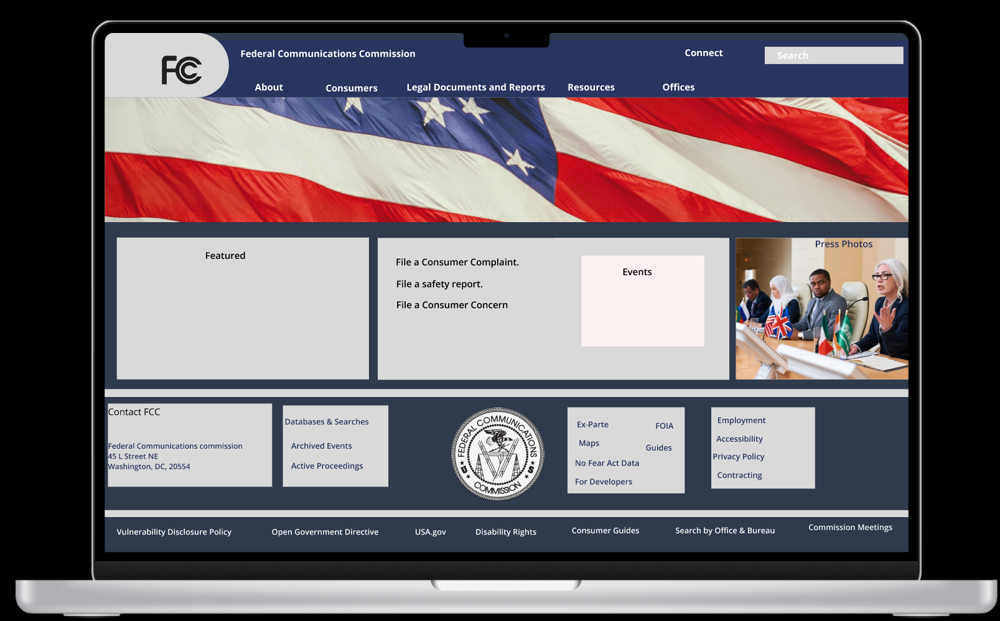 FCC
Federal Communications Commission
Connect
Search
About
Consumers
Legal Documents and Reports
Resources
Offices
Featured
File a Consumer Complaint.
File a safety report.
File a Consumer Concern
Events
Press Photos
Contact FCC
Federal Communications commission
45 L Street NE
Washington, DC, 20554
Databases & Searches
Archived Events
Active Proceedings
FEDERAL COMMUNICATIONS
COMMISSION
U S
Ex-Parte
FOIA
Maps
Guides
No Fear Act Data
For Developers
Employment
Accessibility
Privacy Policy
Contracting
Vulnerability Disclosure Policy
Open Government Directive
USA.gov
Disability Rights
Consumer Guides
Search by Office & Bureau
Commission Meetings